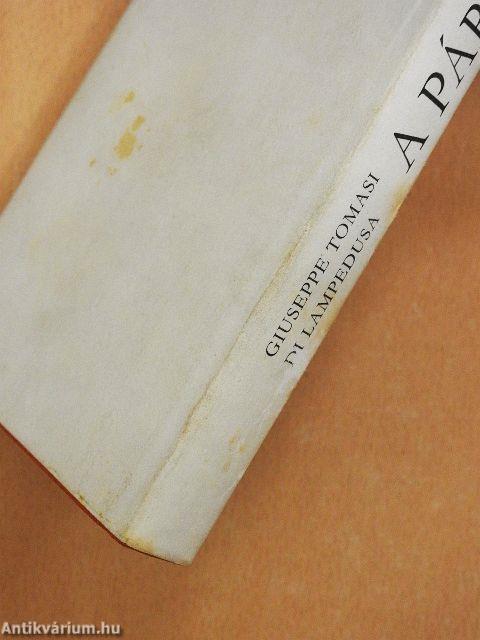 GIUSEPPE TOMASI
DI LAMPEDUSA
A PÁR
Antikvárium.hu